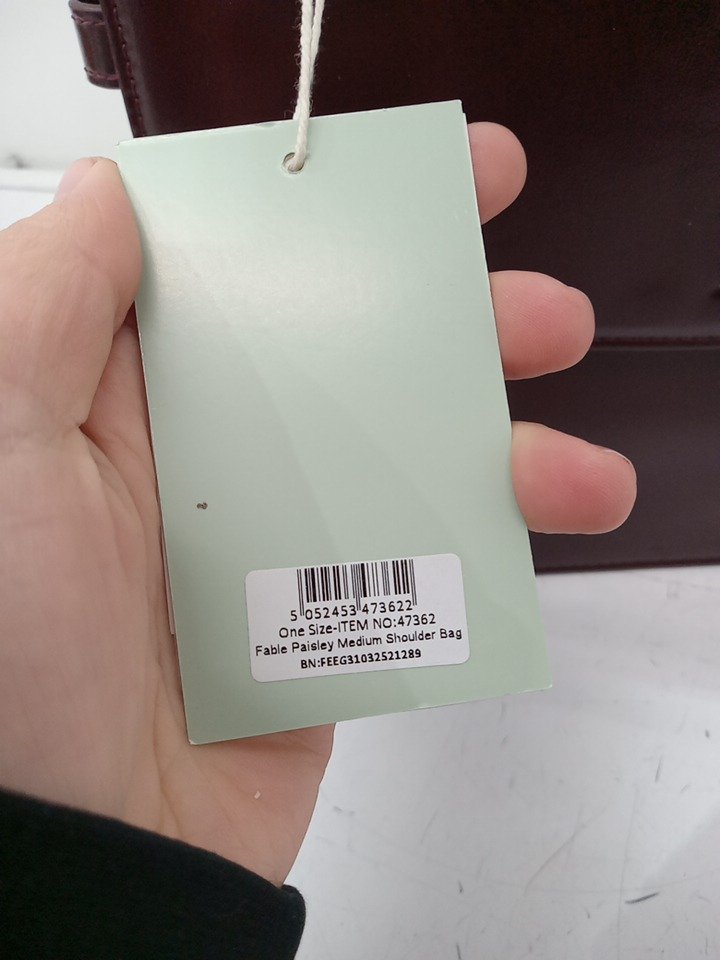 5 052453 473622
One Size-ITEM NO:47362
Fable Paisley Medium Shoulder Bag
BN:FEEG31032521289